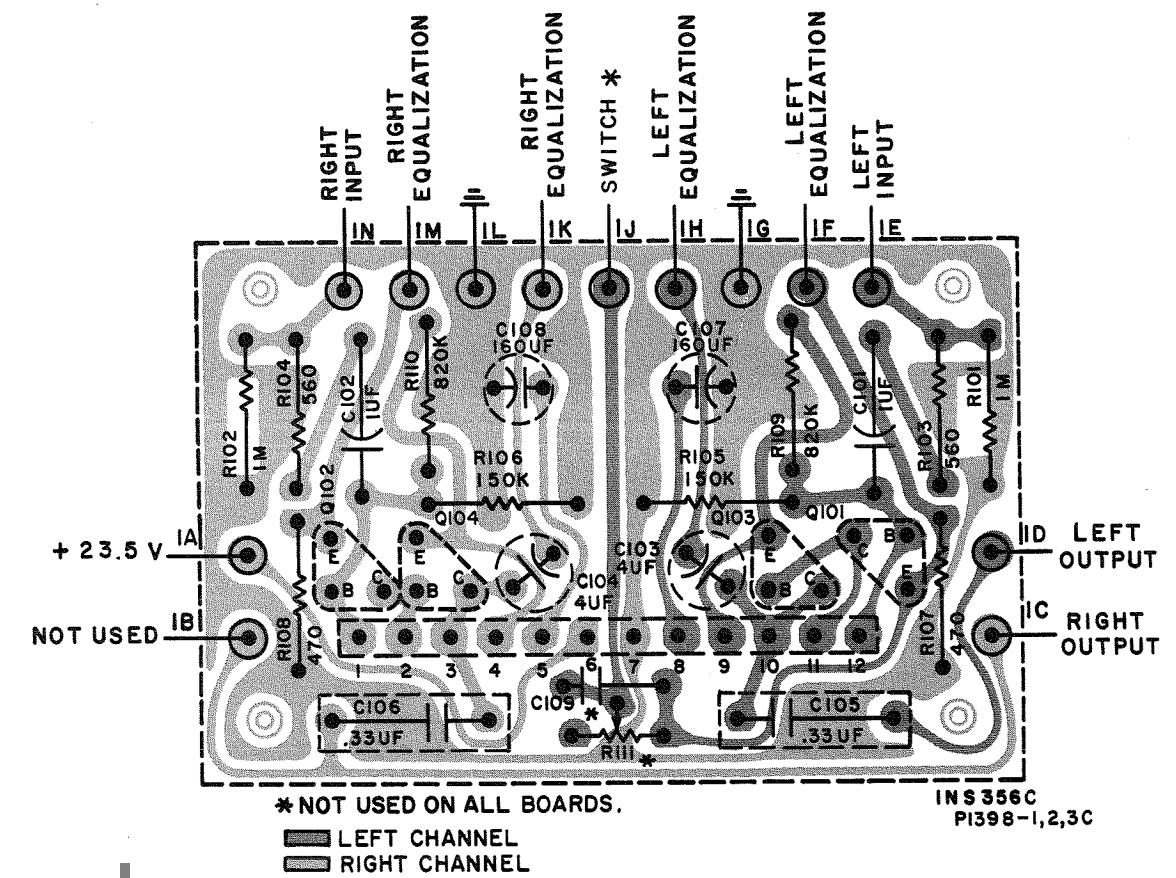 RIGHT
INPUT
RIGHT
EQUALIZATION
RIGHT
EQUALIZATION
SWITCH *
LEFT
EQUALIZATION
LEFT
EQUALIZATION
LEFT
INPUT
1N 1M 1L 1K 1J 1H 1G 1F 1E
C108
160UF
C107
160UF
R104
560
C102
1UF
R110
820K
R102
1M
R109
820K
C101
1UF
R103
560
R101
1M
R106
150K
R105
150K
Q102
Q104
Q103
Q101
1A
+ 23.5 V
1D
LEFT
OUTPUT
E
B
C
E
B
C
C104
4UF
C103
4UF
E
B
C
C
B
E
1B
NOT USED
1C
RIGHT
OUTPUT
R108
470
R107
470
1 2 3 4 5 6 7 8 9 10 11 12
C106
.33UF
C109
*
R111
*
C105
.33UF
* NOT USED ON ALL BOARDS.
LEFT CHANNEL
RIGHT CHANNEL
INS356C
P1398-1,2,3C